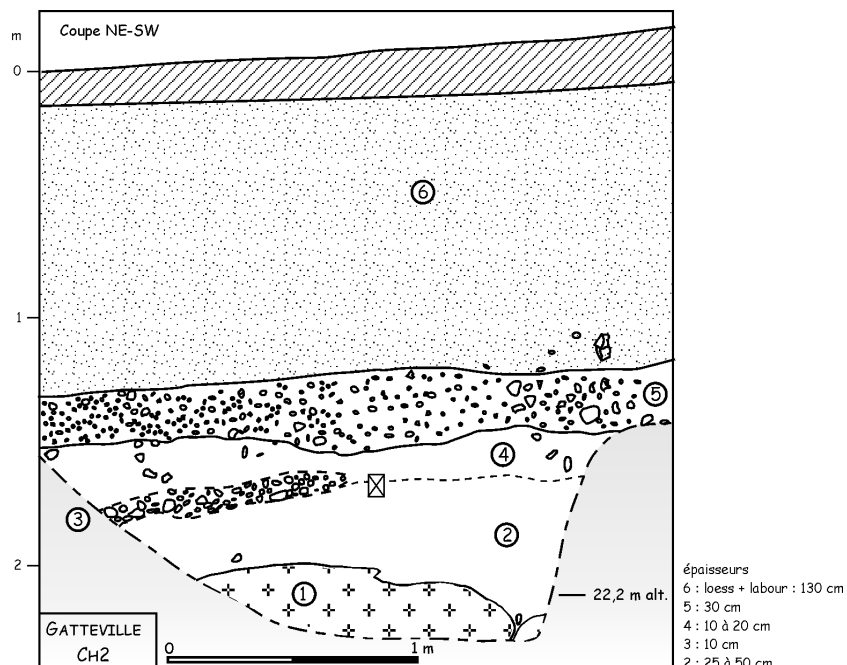 Coupe NE-SW
m
0
6
1
5
4
3
2
2
1
22,2 m alt.
GATTEVILLE
CH2
0 1 m
épaisseurs
6 : loess + labour : 130 cm
5 : 30 cm
4 : 10 à 20 cm
3 : 10 cm
2 : 25 à 50 cm